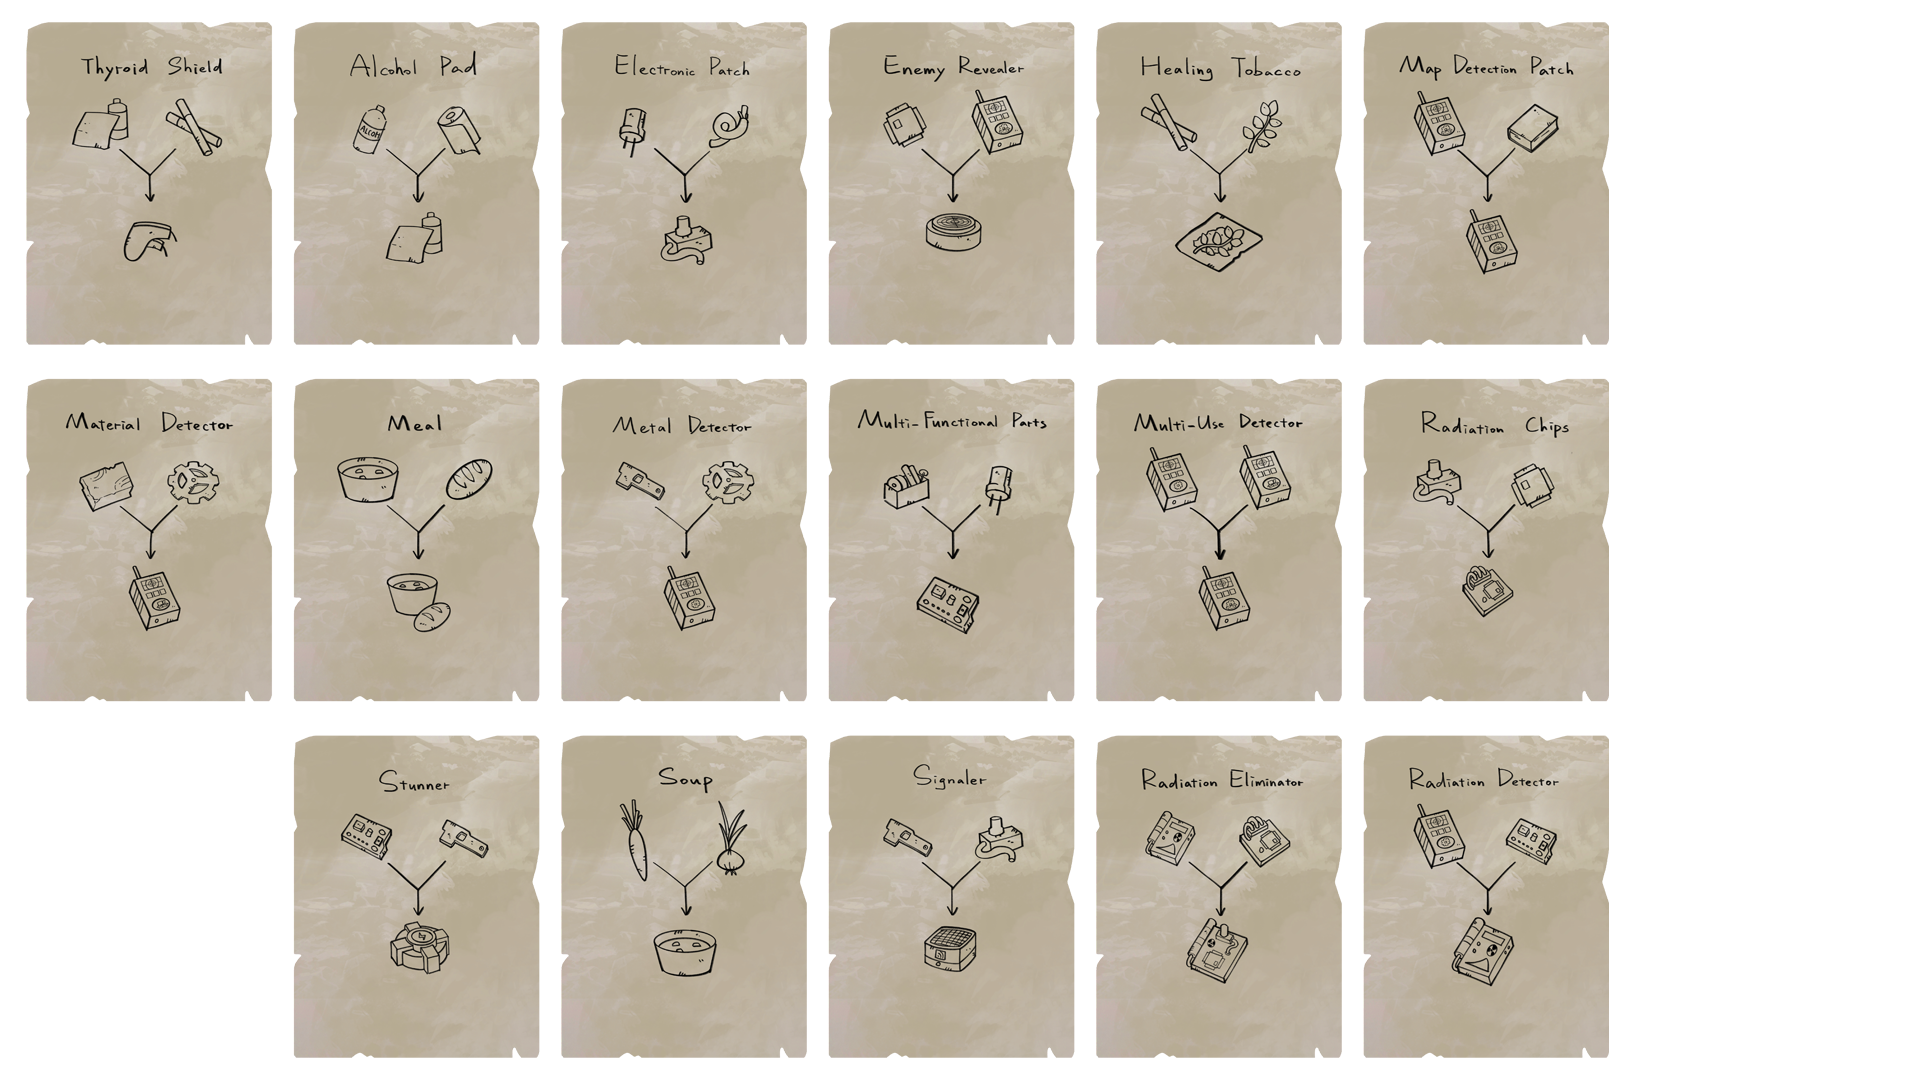 Thyroid Shield
Alcohol Pad
Electronic Patch
Enemy Revealer
Healing Tobacco
Map Detection Patch
ALCOH
Material Detector
Meal
Metal Detector
Multi-Functional Parts
Multi-Use Detector
Radiation Chips
Stunner
Soup
Signaler
Radiation Eliminator
Radiation Detector